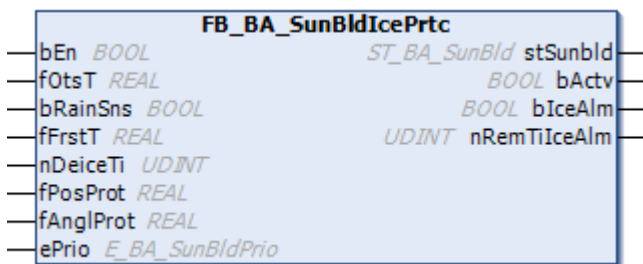 FB_BA_SunBldIcePrtc
bEn BOOL ST_BA_SunBld stSunbld
fOtsT REAL BOOL bActv
bRainSns BOOL BOOL bIceAlm
fFrstT REAL UDINT nRemTiIceAlm
nDeiceTi UDINT
fPosProt REAL
fAnglProt REAL
ePrio E_BA_SunBldPrio